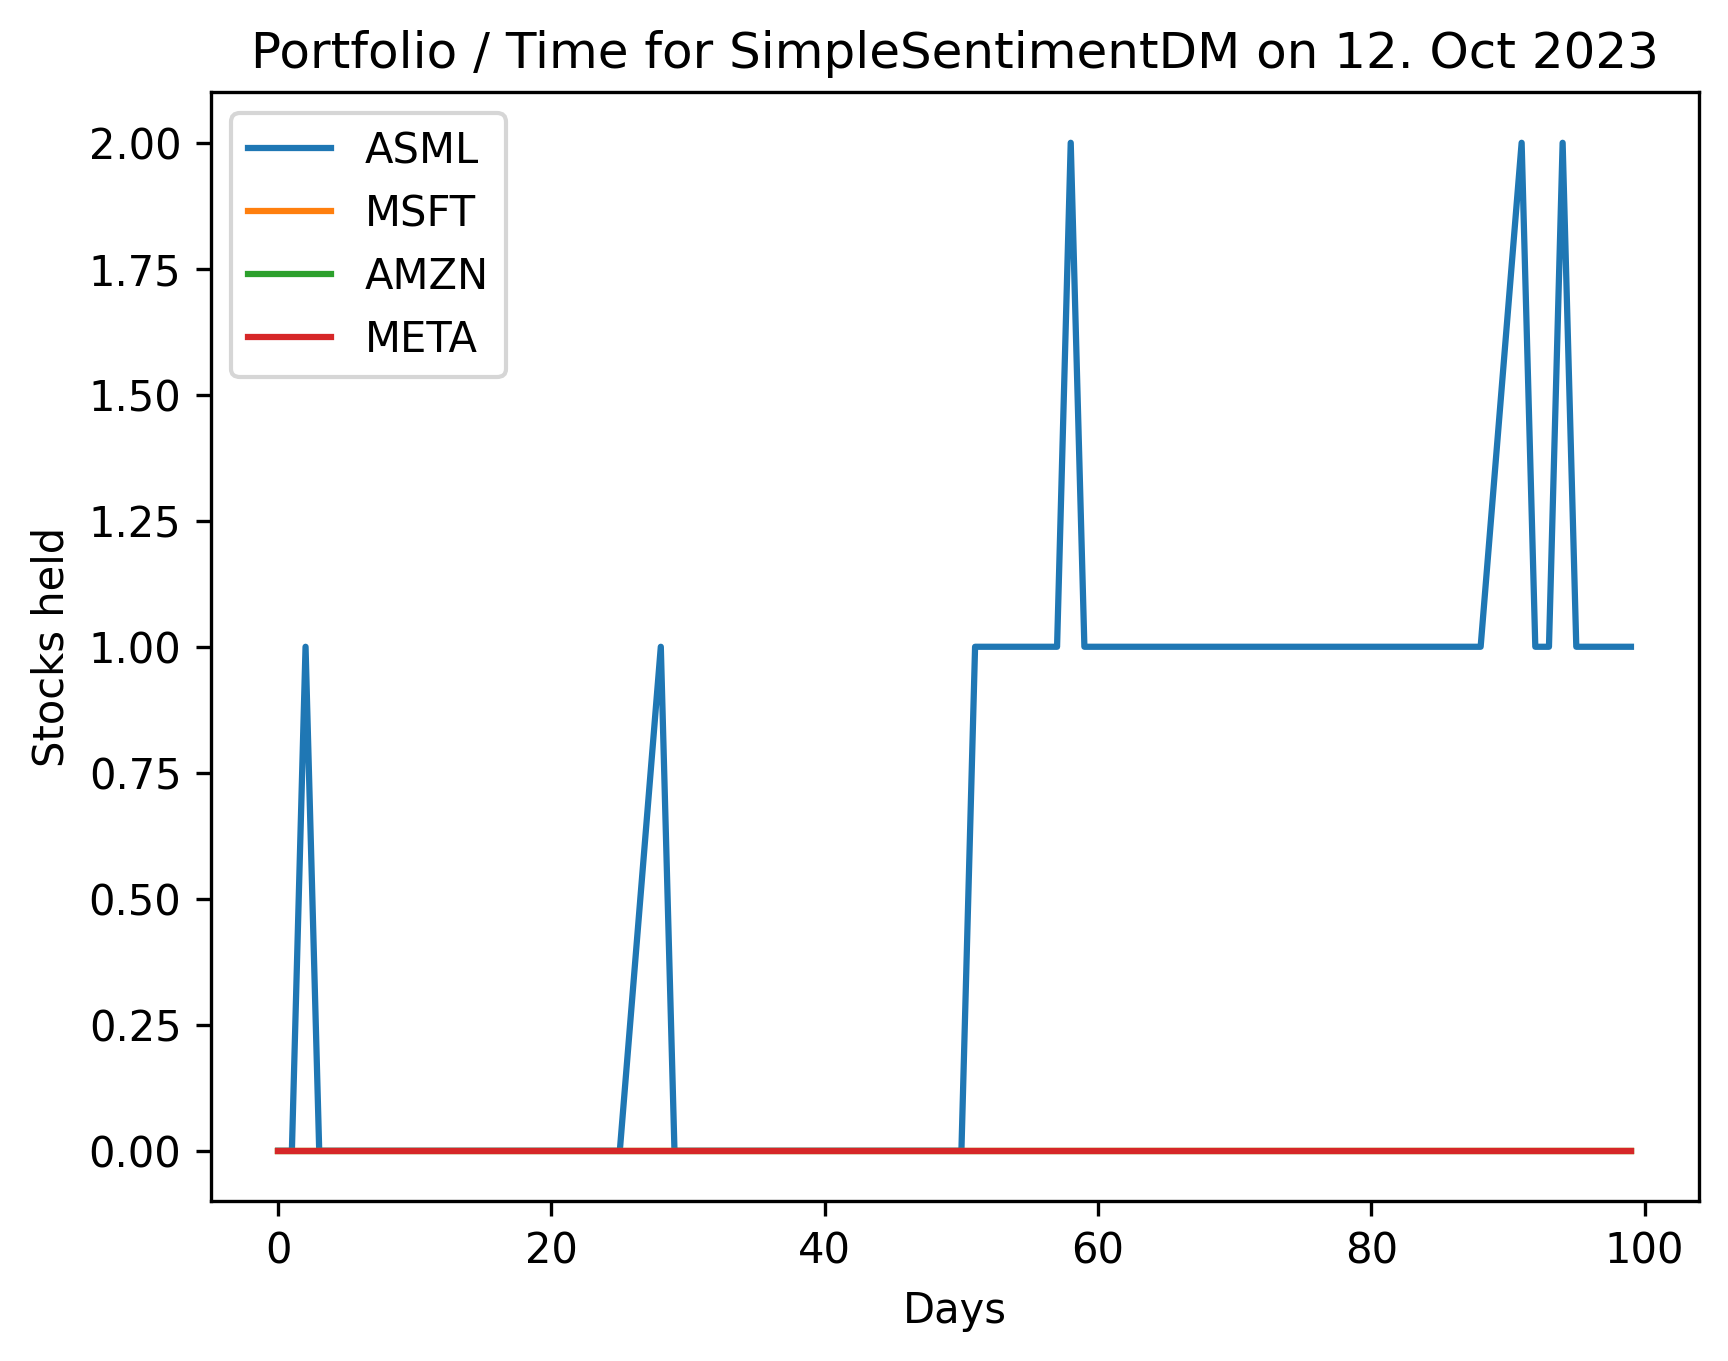 Portfolio / Time for SimpleSentimentDM on 12. Oct 2023
ASML
MSFT
AMZN
META
2.00
1.75
1.50
1.25
1.00
0.75
0.50
0.25
0.00
Stocks held
0 20 40 60 80 100
Days